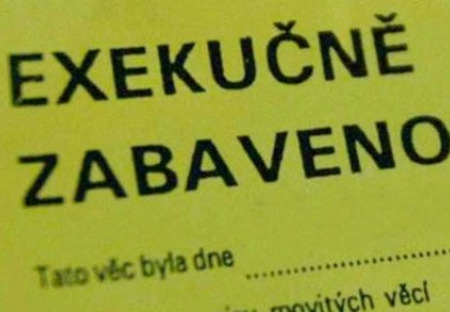 EXEKUČNĚ
ZABAVENO
Tato věc byla dne ..............................
movitých věcí